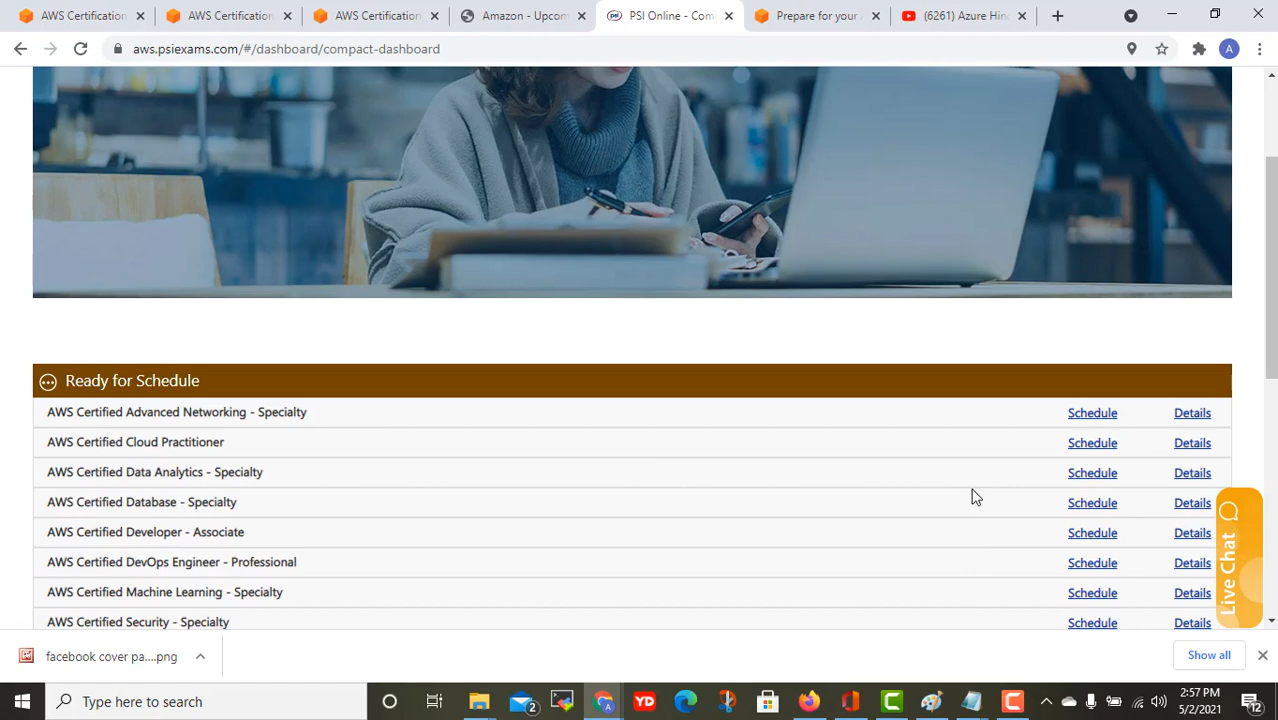 AWS Certification
AWS Certification
AWS Certification
Amazon - Upcom
PSI Online - Com
Prepare for your
(6261) Azure Hin
aws.psiexams.com/#/dashboard/compact-dashboard
A
Ready for Schedule
AWS Certified Advanced Networking - Specialty Schedule Details
AWS Certified Cloud Practitioner Schedule Details
AWS Certified Data Analytics - Specialty Schedule Details
AWS Certified Database - Specialty Schedule Details
AWS Certified Developer - Associate Schedule Details
AWS Certified DevOps Engineer - Professional Schedule Details
AWS Certified Machine Learning - Specialty Schedule Details
AWS Certified Security - Specialty Schedule Details
Live Chat
facebook cover pa....png
Show all
Type here to search
2
YD
A
2:57 PM
5/2/2021
12